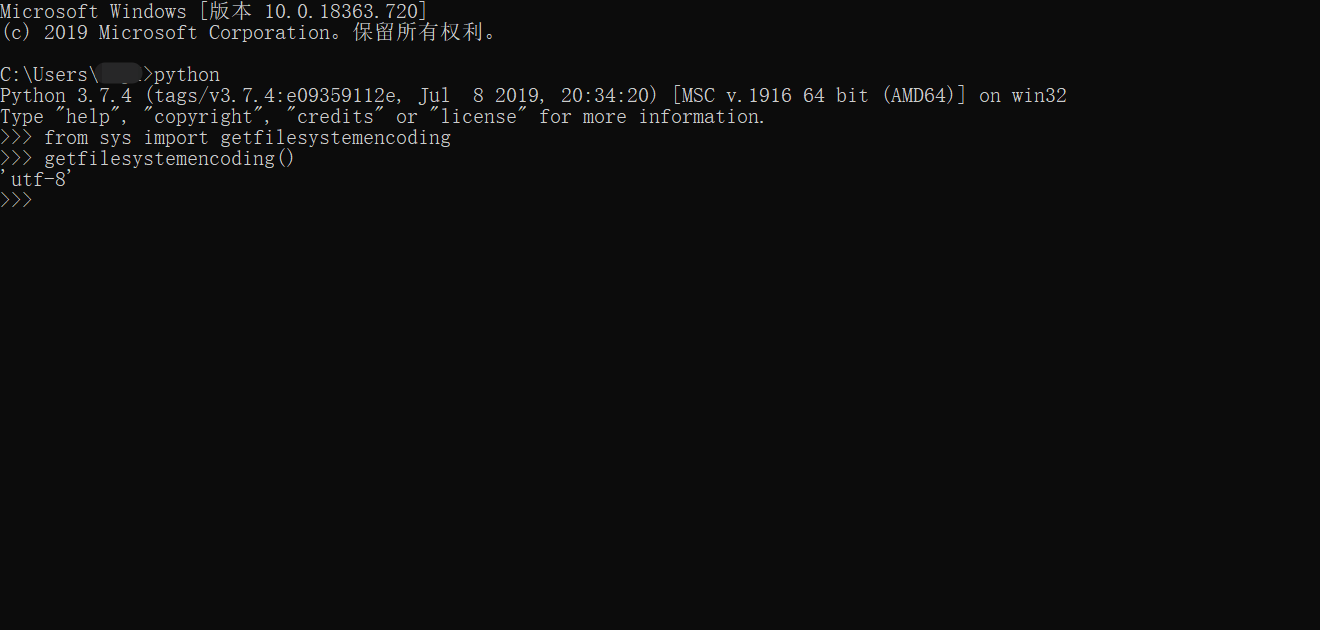 Microsoft Windows [版本 10.0.18363.720]
(c) 2019 Microsoft Corporation。保留所有权利。
C:\Users\>python
Python 3.7.4 (tags/v3.7.4:e09359112e, Jul  8 2019, 20:34:20) [MSC v.1916 64 bit (AMD64)] on win32
Type "help", "copyright", "credits" or "license" for more information.
>>> from sys import getfilesystemencoding
>>> getfilesystemencoding()
'utf-8'
>>>